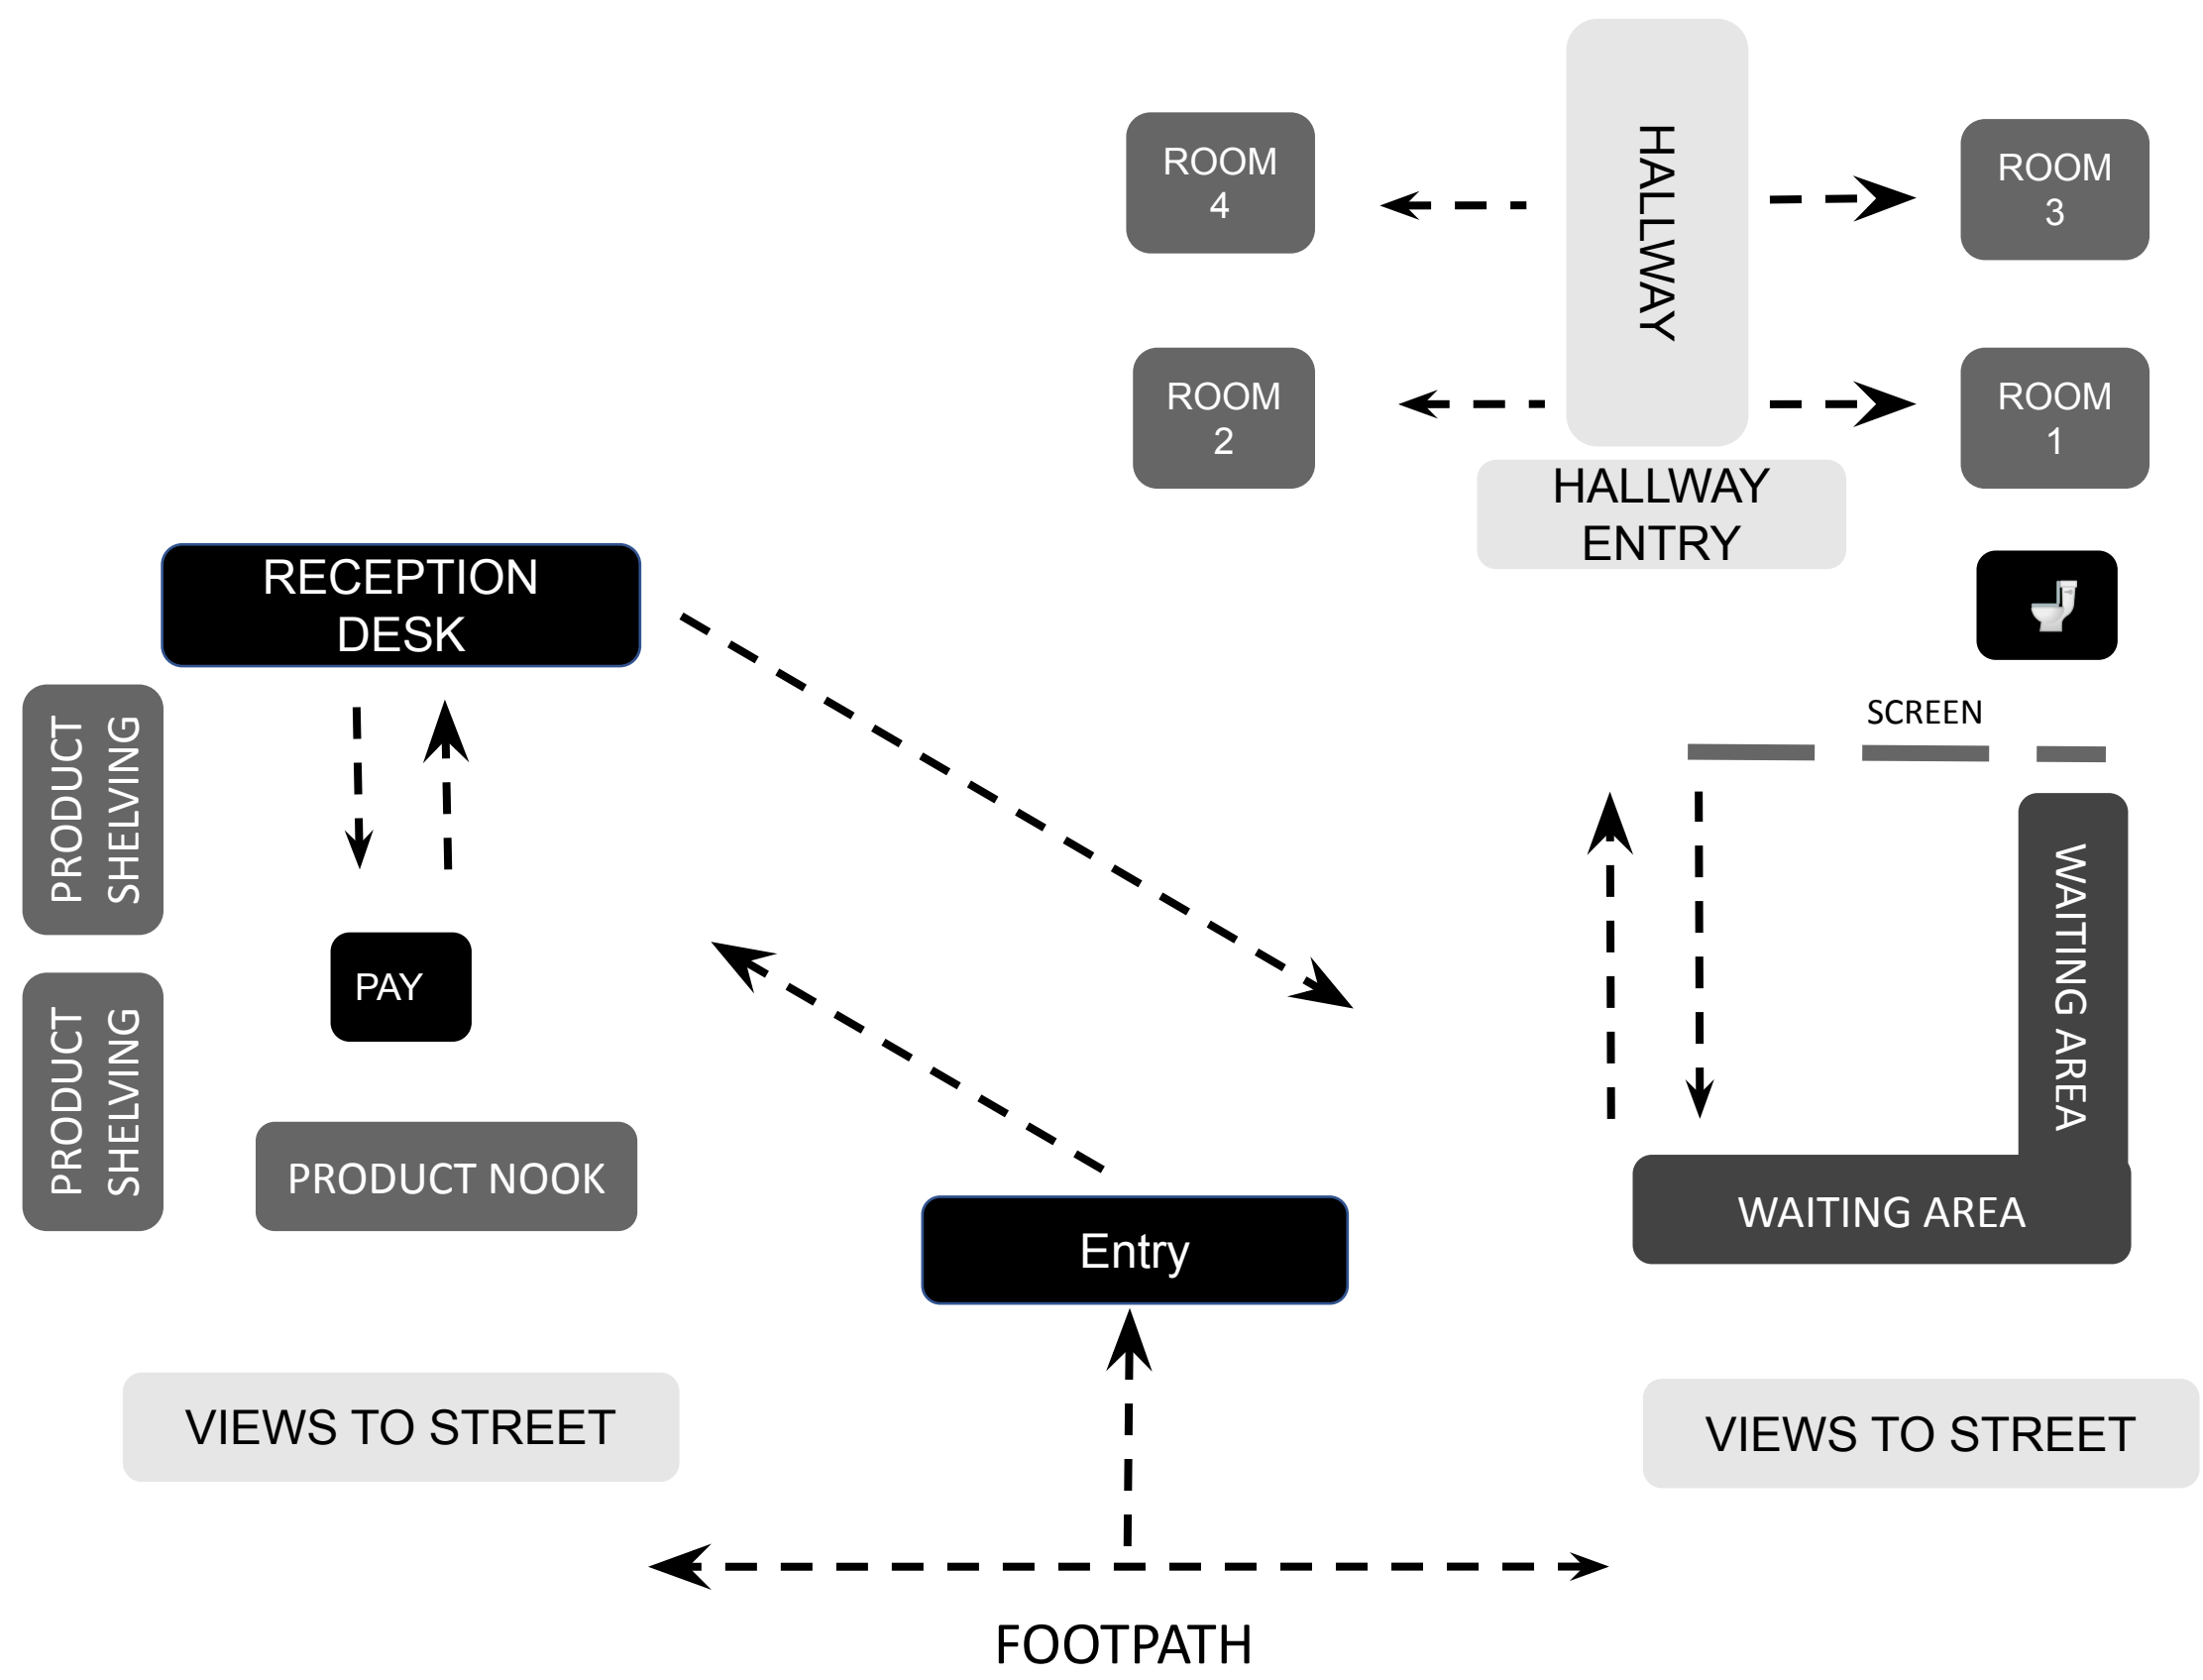 HALLWAY
ROOM
4
ROOM
3
ROOM
2
ROOM
1
HALLWAY
ENTRY
RECEPTION
DESK
SCREEN
PRODUCT
SHELVING
WAITING AREA
PAY
PRODUCT
SHELVING
PRODUCT NOOK
WAITING AREA
Entry
VIEWS TO STREET
VIEWS TO STREET
FOOTPATH